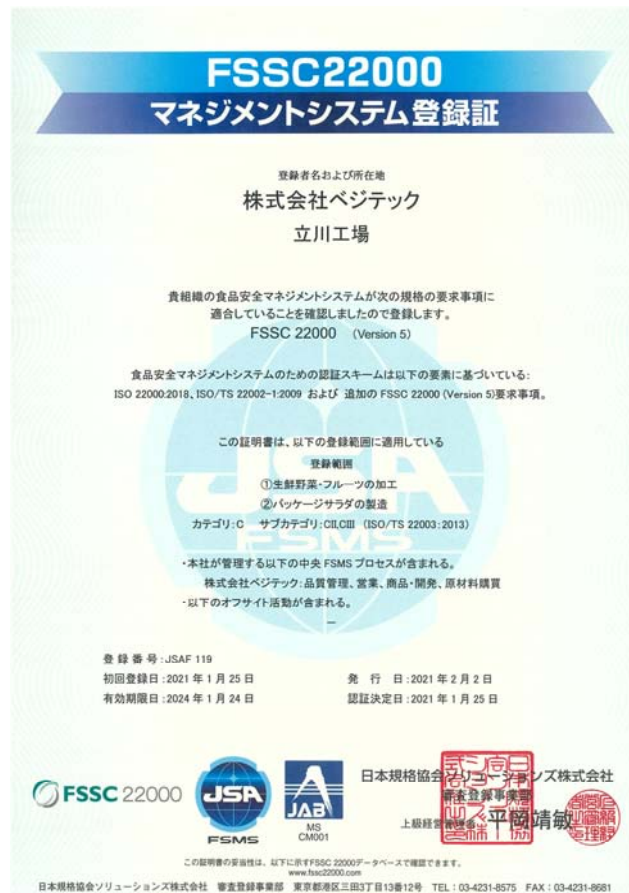 FSSC22000
マネジメントシステム登録証
登録者名および所在地
株式会社ベジテック
立川工場
貴組織の食品安全マネジメントシステムが次の規格の要求事項に
適合していることを確認しましたので登録します。
FSSC 22000 (Version 5)
食品安全マネジメントシステムのための認証スキームは以下の要素に基づいている:
ISO 22000:2018、ISO/TS 22002-1:2009 および 追加の FSSC 22000 (Version 5)要求事項。
この証明書は、以下の登録範囲に適用している
登録範囲
①生鮮野菜・フルーツの加工
②パッケージサラダの製造
カテゴリ:C サブカテゴリ:CII,CIII (ISO/TS 22003:2013)
・本社が管理する以下の中央 FSMS プロセスが含まれる。
株式会社ベジテック:品質管理、営業、商品・開発、原材料購買
・以下のオフサイト活動が含まれる。
―
JSA
FSMS
登録番号:JSAF 119
初回登録日:2021年1月25日
発行日:2021年2月2日
有効期限日:2024年1月24日
認証決定日:2021年1月25日
FSSC 22000
JSA
FSMS
JAB
MS
CM001
日本規格協会ソリューションズ株式会社
審査登録事業部
上級経営管理者 平岡靖敏
この証明書の妥当性は、以下に示すFSSC 22000データベースで確認できます。
www.fssc22000.com
日本規格協会ソリューションズ株式会社 審査登録事業部 東京都港区三田3丁目13番12号 TEL:03-4231-8575 FAX:03-4231-8681